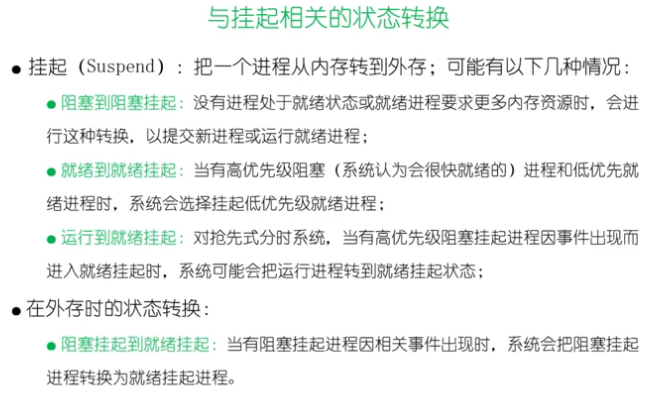 与挂起相关的状态转换
● 挂起（Suspend）：把一个进程从内存转到外存；可能有以下几种情况：
● 阻塞到阻塞挂起：没有进程处于就绪状态或就绪进程要求更多内存资源时，会进
行这种转换，以提交新进程或运行就绪进程；
● 就绪到就绪挂起：当有高优先级阻塞（系统认为会很快就绪的）进程和低优先就
绪进程时，系统会选择挂起低优先级就绪进程；
● 运行到就绪挂起：对抢先式分时系统，当有高优先级阻塞挂起进程因事件出现而
进入就绪挂起时，系统可能会把运行进程转到就绪挂起状态；
● 在外存时的状态转换：
● 阻塞挂起到就绪挂起：当有阻塞挂起进程因相关事件出现时，系统会把阻塞挂起
进程转换为就绪挂起进程。